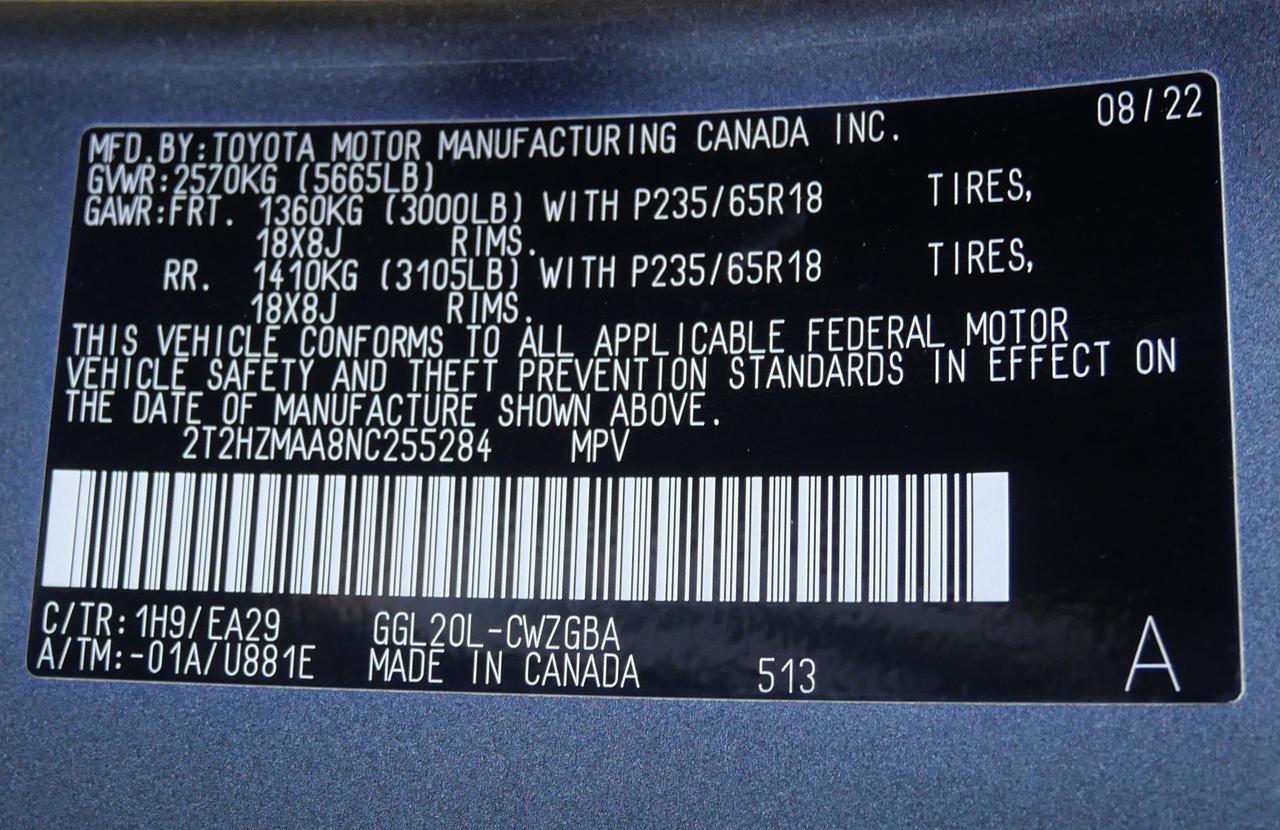 08/22
MFD.BY:TOYOTA MOTOR MANUFACTURING CANADA INC.
GVWR:2570KG (5665LB)
GAWR:FRT. 1360KG (3000LB) WITH P235/65R18 TIRES,
18X8J RIMS.
RR. 1410KG (3105LB) WITH P235/65R18 TIRES,
18X8J RIMS.
THIS VEHICLE CONFORMS TO ALL APPLICABLE FEDERAL MOTOR
VEHICLE SAFETY AND THEFT PREVENTION STANDARDS IN EFFECT ON
THE DATE OF MANUFACTURE SHOWN ABOVE.
2T2HZMAA8NC255284 MPV
C/TR:1H9/EA29 GGL20L-CWZGBA
A/TM:-01A/U881E MADE IN CANADA 513 A